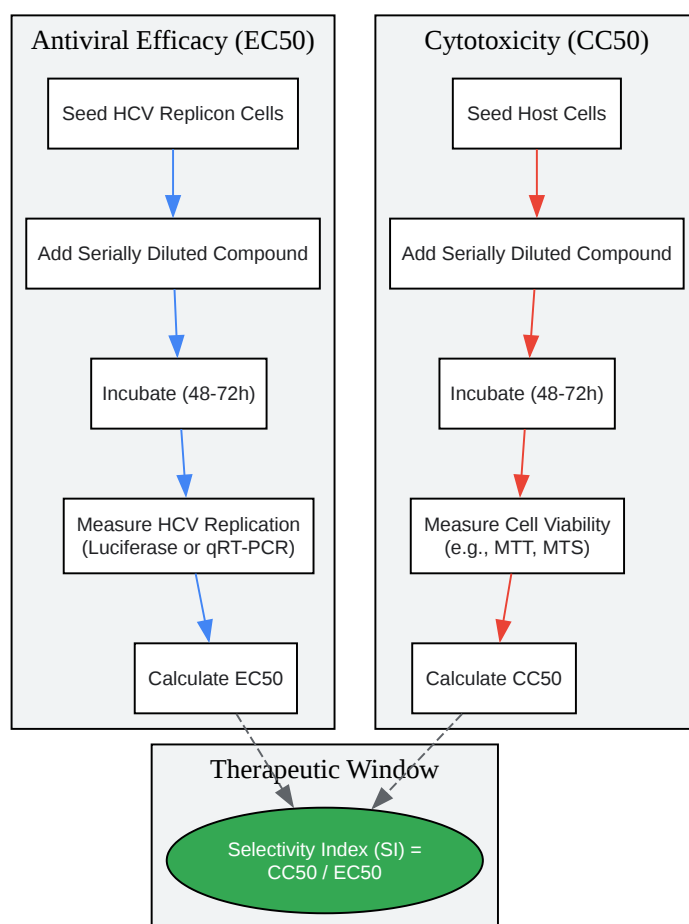 Antiviral Efficacy (EC50)
Seed HCV Replicon Cells
Add Serially Diluted Compound
Incubate (48-72h)
Measure HCV Replication
(Luciferase or qRT-PCR)
Calculate EC50
Cytotoxicity (CC50)
Seed Host Cells
Add Serially Diluted Compound
Incubate (48-72h)
Measure Cell Viability
(e.g., MTT, MTS)
Calculate CC50
Therapeutic Window
Selectivity Index (SI) =
CC50 / EC50